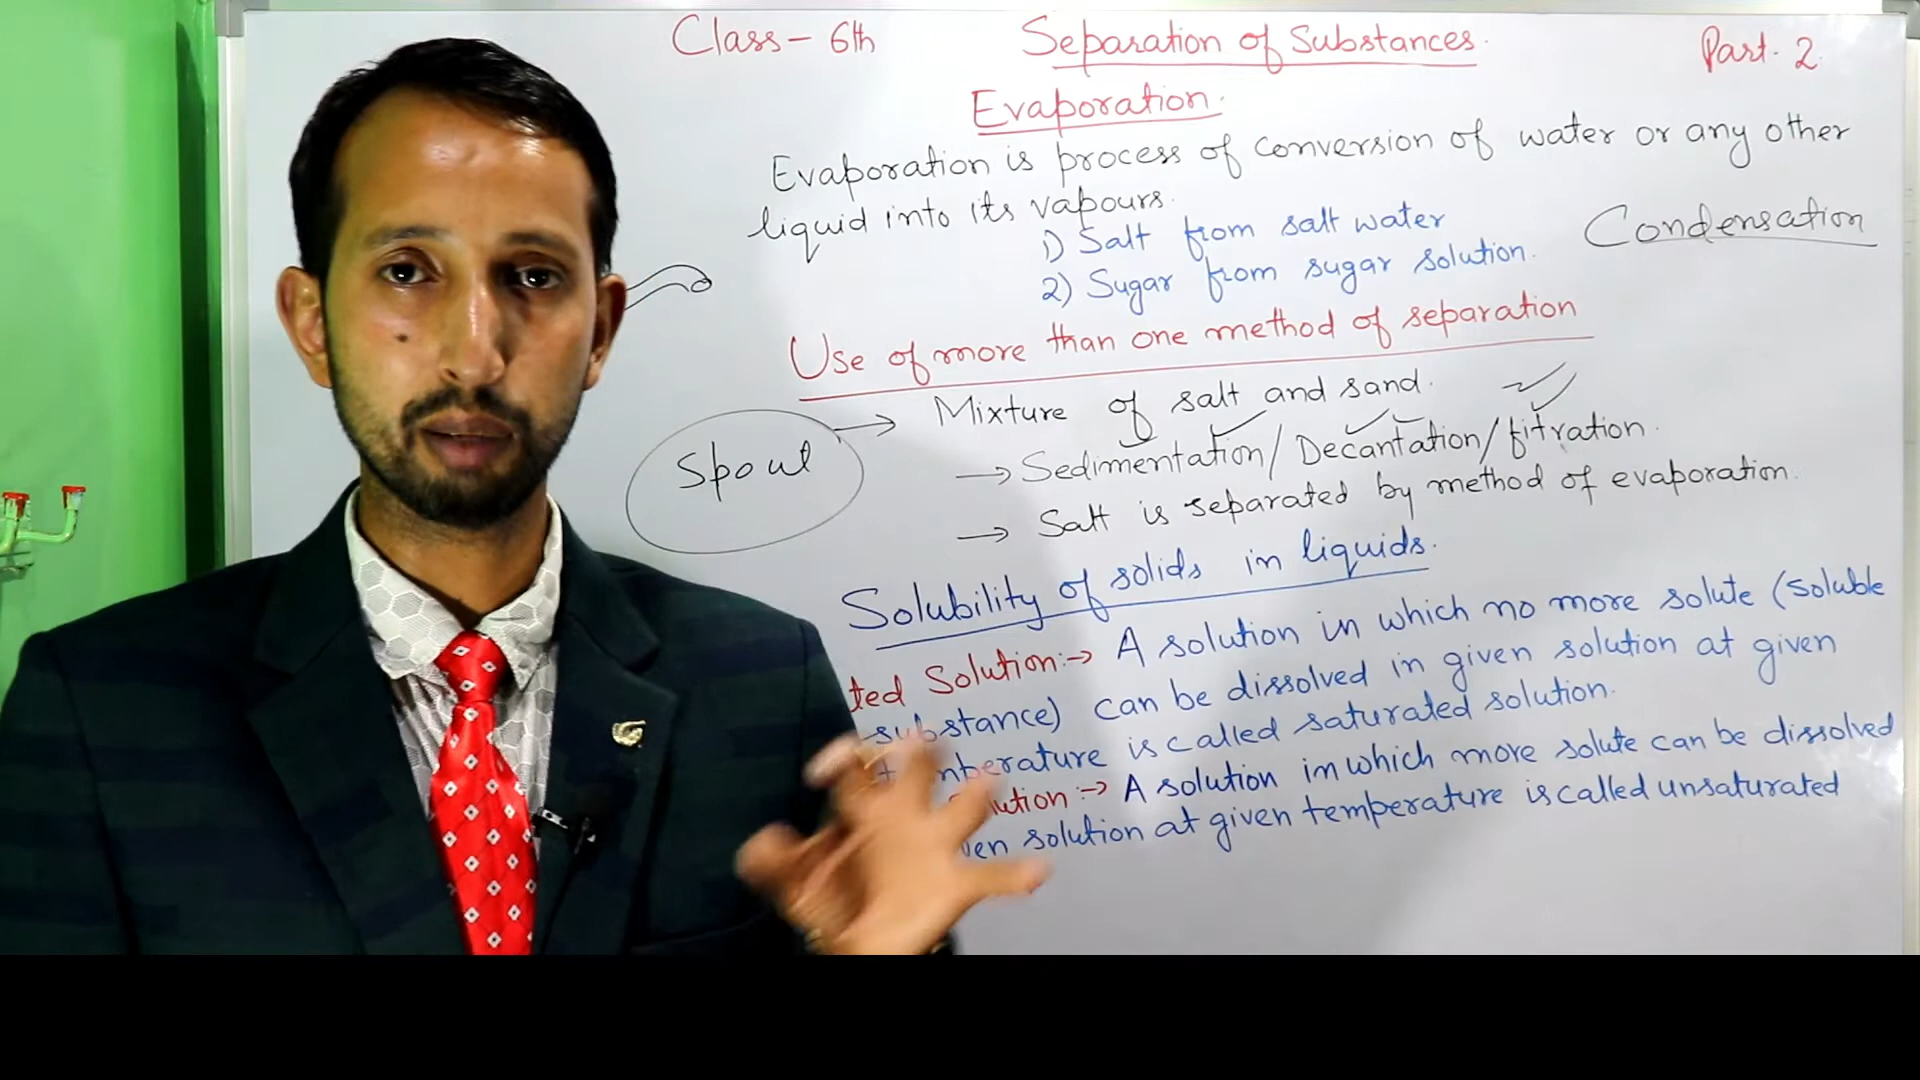 Class - 6th Separation of Substances. Part. 2.
Evaporation.
Evaporation is process of conversion of water or any other
liquid into its vapours.
1) Salt from salt water
Condensation
2) Sugar from sugar solution.
Use of more than one method of separation
→ Mixture of salt and sand.
Spout
→ Sedimentation/ Decantation/ fitration.
→ Salt is separated by method of evaporation.
Solubility of solids in liquids.
ted Solution:→ A solution in which no more solute (soluble
substance) can be dissolved in given solution at given
mperature is called saturated solution.
lution :→ A solution in which more solute can be dissolved
ven solution at given temperature is called unsaturated